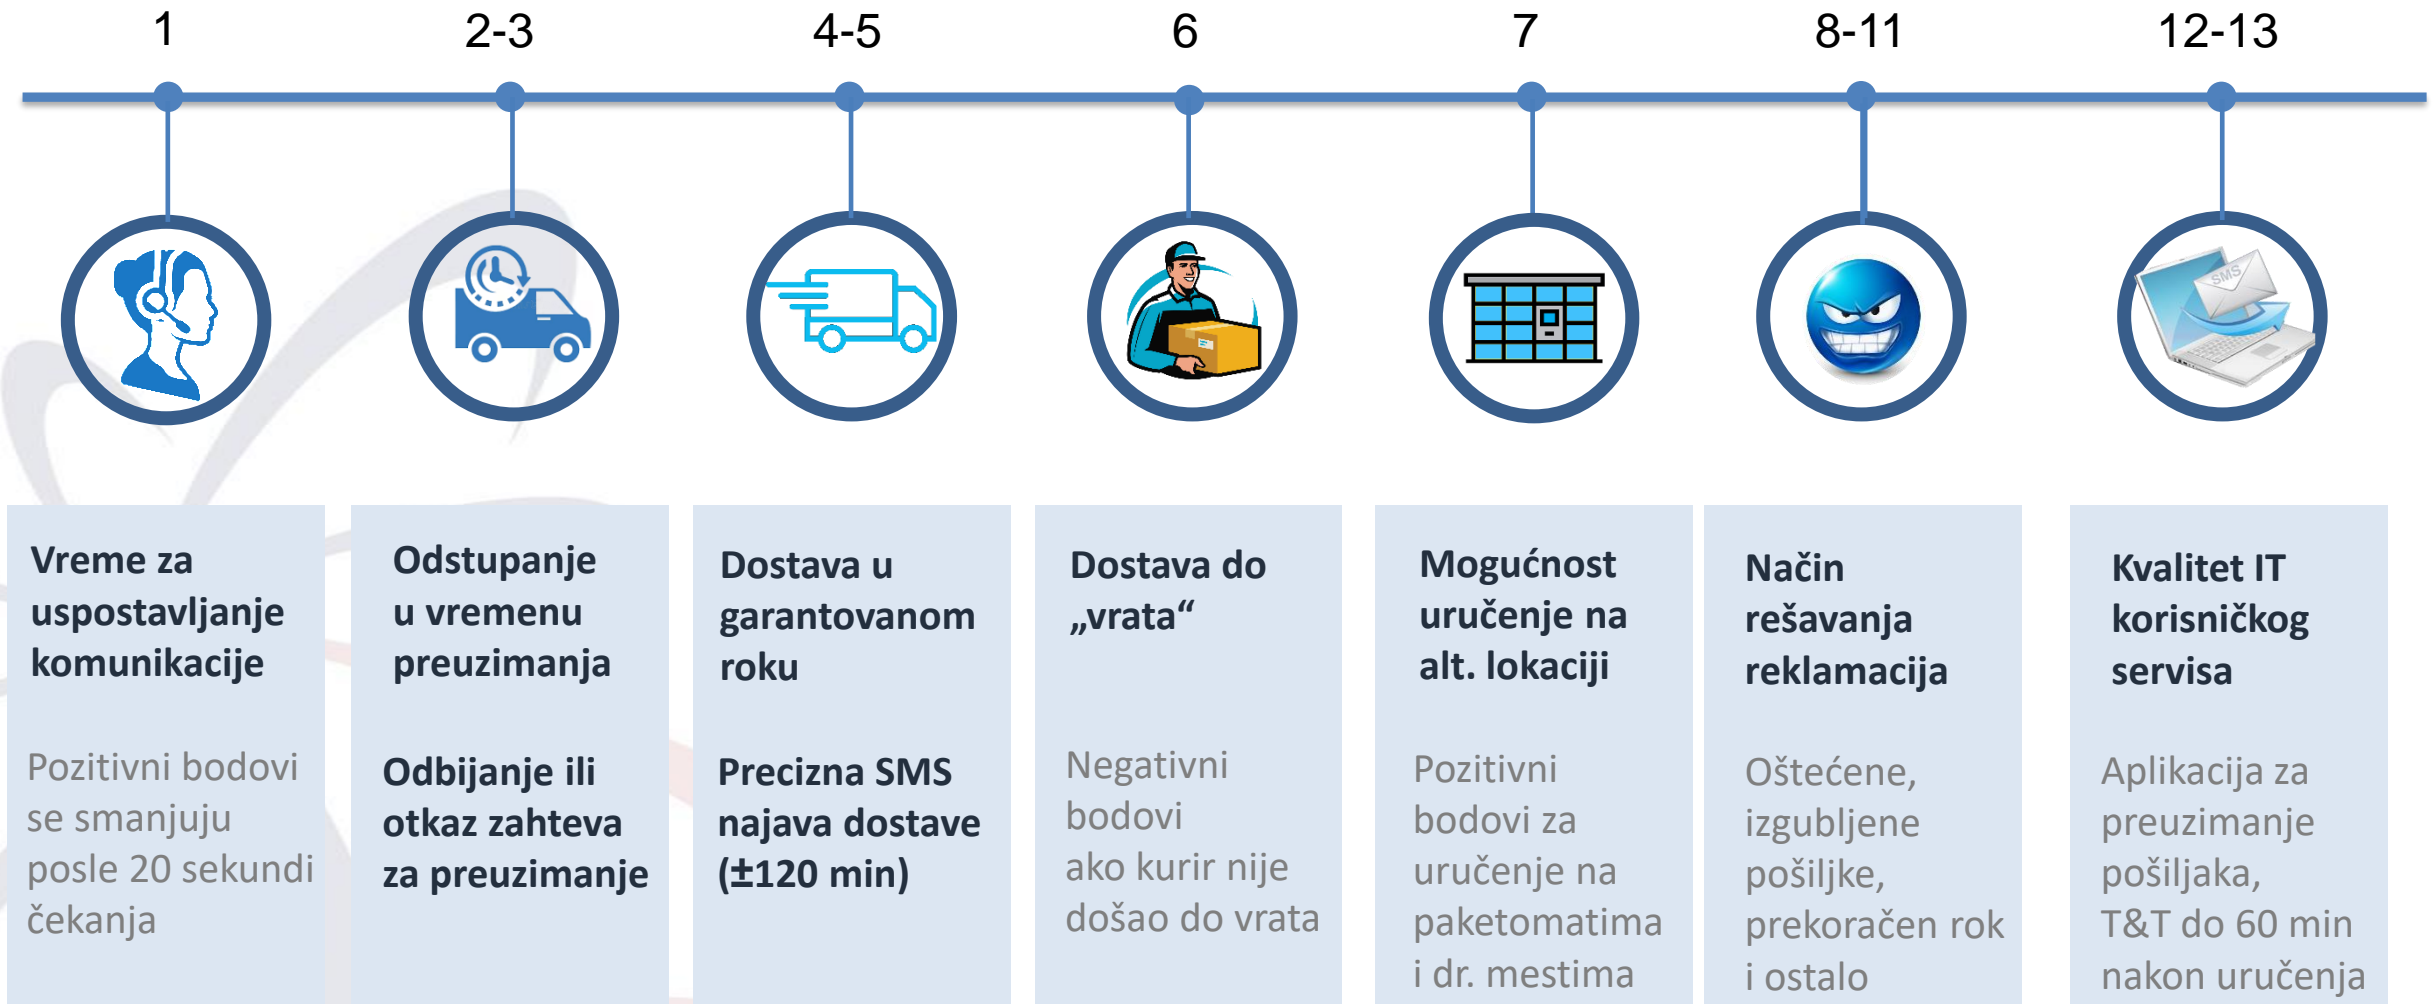 1
2-3
4-5
6
7
8-11
12-13
SMS
Vreme za
uspostavljanje
komunikacije
Pozitivni bodovi
se smanjuju
posle 20 sekundi
čekanja
Odstupanje
u vremenu
preuzimanja
Odbijanje ili
otkaz zahteva
za preuzimanje
Dostava u
garantovanom
roku
Precizna SMS
najava dostave
(±120 min)
Dostava do
„vrata“
Negativni
bodovi
ako kurir nije
došao do vrata
Mogućnost
uručenje na
alt. lokaciji
Pozitivni
bodovi za
uručenje na
paketomatima
i dr. mestima
Način
rešavanja
reklamacija
Oštećene,
izgubljene
pošiljke,
prekoračen rok
i ostalo
Kvalitet IT
korisničkog
servisa
Aplikacija za
preuzimanje
pošiljaka,
T&T do 60 min
nakon uručenja